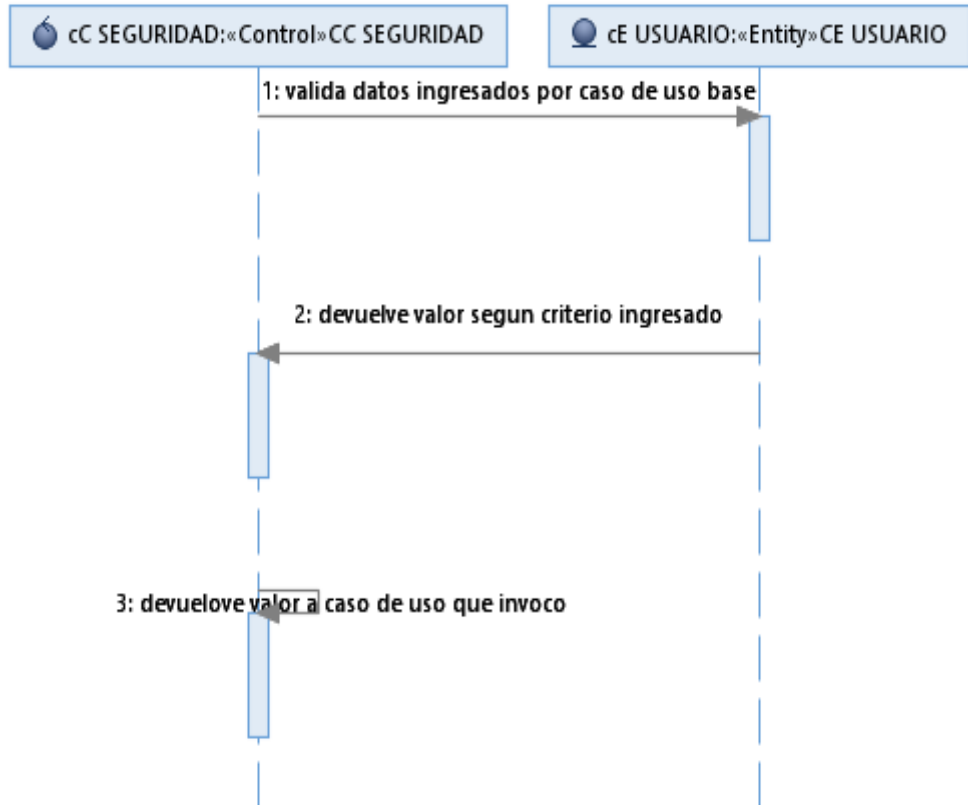 cC SEGURIDAD:«Control»CC SEGURIDAD
cE USUARIO:«Entity»CE USUARIO
1: valida datos ingresados por caso de uso base
2: devuelve valor segun criterio ingresado
3: devuelove valor a caso de uso que invoco